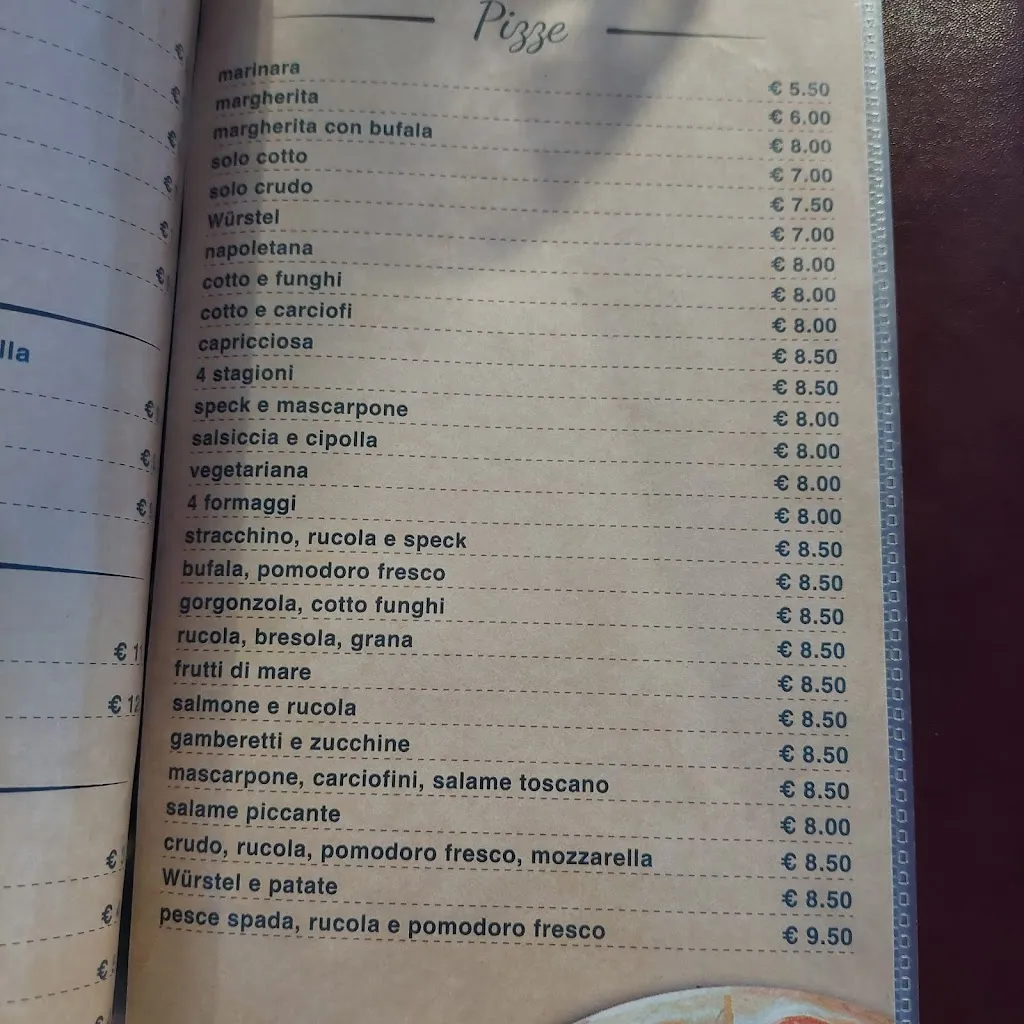 Pizze
marinara € 5.50
margherita € 6.00
margherita con bufala € 8.00
solo cotto € 7.00
solo crudo € 7.50
Würstel € 7.00
napoletana € 8.00
cotto e funghi € 8.00
cotto e carciofi € 8.00
capricciosa € 8.50
4 stagioni € 8.50
speck e mascarpone € 8.00
salsiccia e cipolla € 8.00
vegetariana € 8.00
4 formaggi € 8.00
stracchino, rucola e speck € 8.50
bufala, pomodoro fresco € 8.50
gorgonzola, cotto funghi € 8.50
rucola, bresola, grana € 8.50
frutti di mare € 8.50
salmone e rucola € 8.50
gamberetti e zucchine € 8.50
mascarpone, carciofini, salame toscano € 8.50
salame piccante € 8.00
crudo, rucola, pomodoro fresco, mozzarella € 8.50
Würstel e patate € 8.50
pesce spada, rucola e pomodoro fresco € 9.50